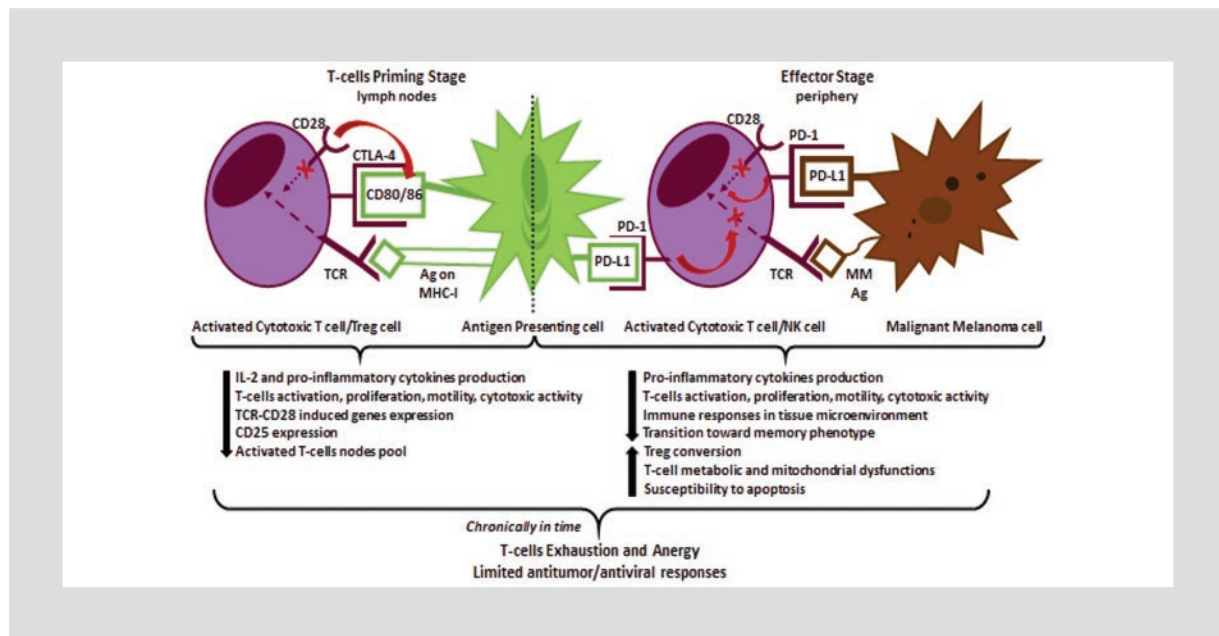 T-cells Priming Stage
lymph nodes
Effector Stage
periphery
CD28
CTLA-4
CD80/86
TCR
Ag on
MHC-I
PD-L1
PD-1
CD28
PD-1
PD-L1
TCR
MM
Ag
Activated Cytotoxic T cell/Treg cell
Antigen Presenting cell
Activated Cytotoxic T cell/NK cell
Malignant Melanoma cell
IL-2 and pro-inflammatory cytokines production
T-cells activation, proliferation, motility, cytotoxic activity
TCR-CD28 induced genes expression
CD25 expression
Activated T-cells nodes pool
Pro-inflammatory cytokines production
T-cells activation, proliferation, motility, cytotoxic activity
Immune responses in tissue microenvironment
Transition toward memory phenotype
Treg conversion
T-cell metabolic and mitochondrial dysfunctions
Susceptibility to apoptosis
Chronically in time
T-cells Exhaustion and Anergy
Limited antitumor/antiviral responses